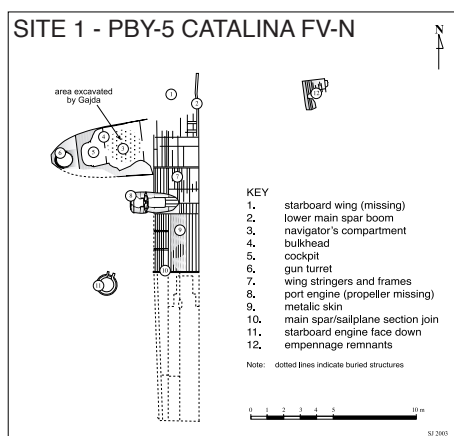 SITE 1 - PBY-5 CATALINA FV-N
N
area excavated
by Gajda
1
2
12
4
3
5
6
7
8
9
10
11
KEY
1. starboard wing (missing)
2. lower main spar boom
3. navigator's compartment
4. bulkhead
5. cockpit
6. gun turret
7. wing stringers and frames
8. port engine (propeller missing)
9. metalic skin
10. main spar/sailplane section join
11. starboard engine face down
12. empennage remnants
Note: dotted lines indicate buried structures
0 1 2 3 4 5 10 m
SJ 2003